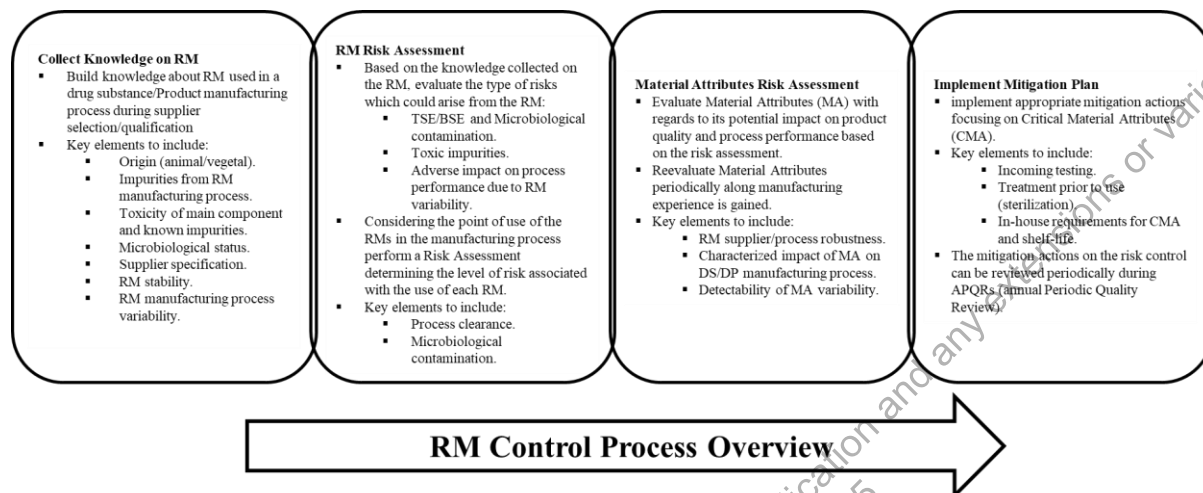 Collect Knowledge on RM
▪ Build knowledge about RM used in a
drug substance/Product manufacturing
process during supplier
selection/qualification
▪ Key elements to include:
▪ Origin (animal/vegetal).
▪ Impurities from RM
manufacturing process.
▪ Toxicity of main component
and known impurities.
▪ Microbiological status.
▪ Supplier specification.
▪ RM stability.
▪ RM manufacturing process
variability.
RM Risk Assessment
▪ Based on the knowledge collected on
the RM, evaluate the type of risks
which could arise from the RM:
▪ TSE/BSE and Microbiological
contamination.
▪ Toxic impurities.
▪ Adverse impact on process
performance due to RM
variability.
▪ Considering the point of use of the
RMs in the manufacturing process
perform a Risk Assessment
determining the level of risk associated
with the use of each RM.
▪ Key elements to include:
▪ Process clearance.
▪ Microbiological
contamination.
Material Attributes Risk Assessment
▪ Evaluate Material Attributes (MA) with
regards to its potential impact on product
quality and process performance based
on the risk assessment.
▪ Reevaluate Material Attributes
periodically along manufacturing
experience is gained.
▪ Key elements to include:
▪ RM supplier/process robustness.
▪ Characterized impact of MA on
DS/DP manufacturing process.
▪ Detectability of MA variability.
Implement Mitigation Plan
▪ implement appropriate mitigation actions
focusing on Critical Material Attributes
(CMA).
▪ Key elements to include:
▪ Incoming testing.
▪ Treatment prior to use
(sterilization).
▪ In-house requirements for CMA
and shelf-life.
▪ The mitigation actions on the risk control
can be reviewed periodically during
APQRs (annual Periodic Quality
Review).
RM Control Process Overview
and any extensions or